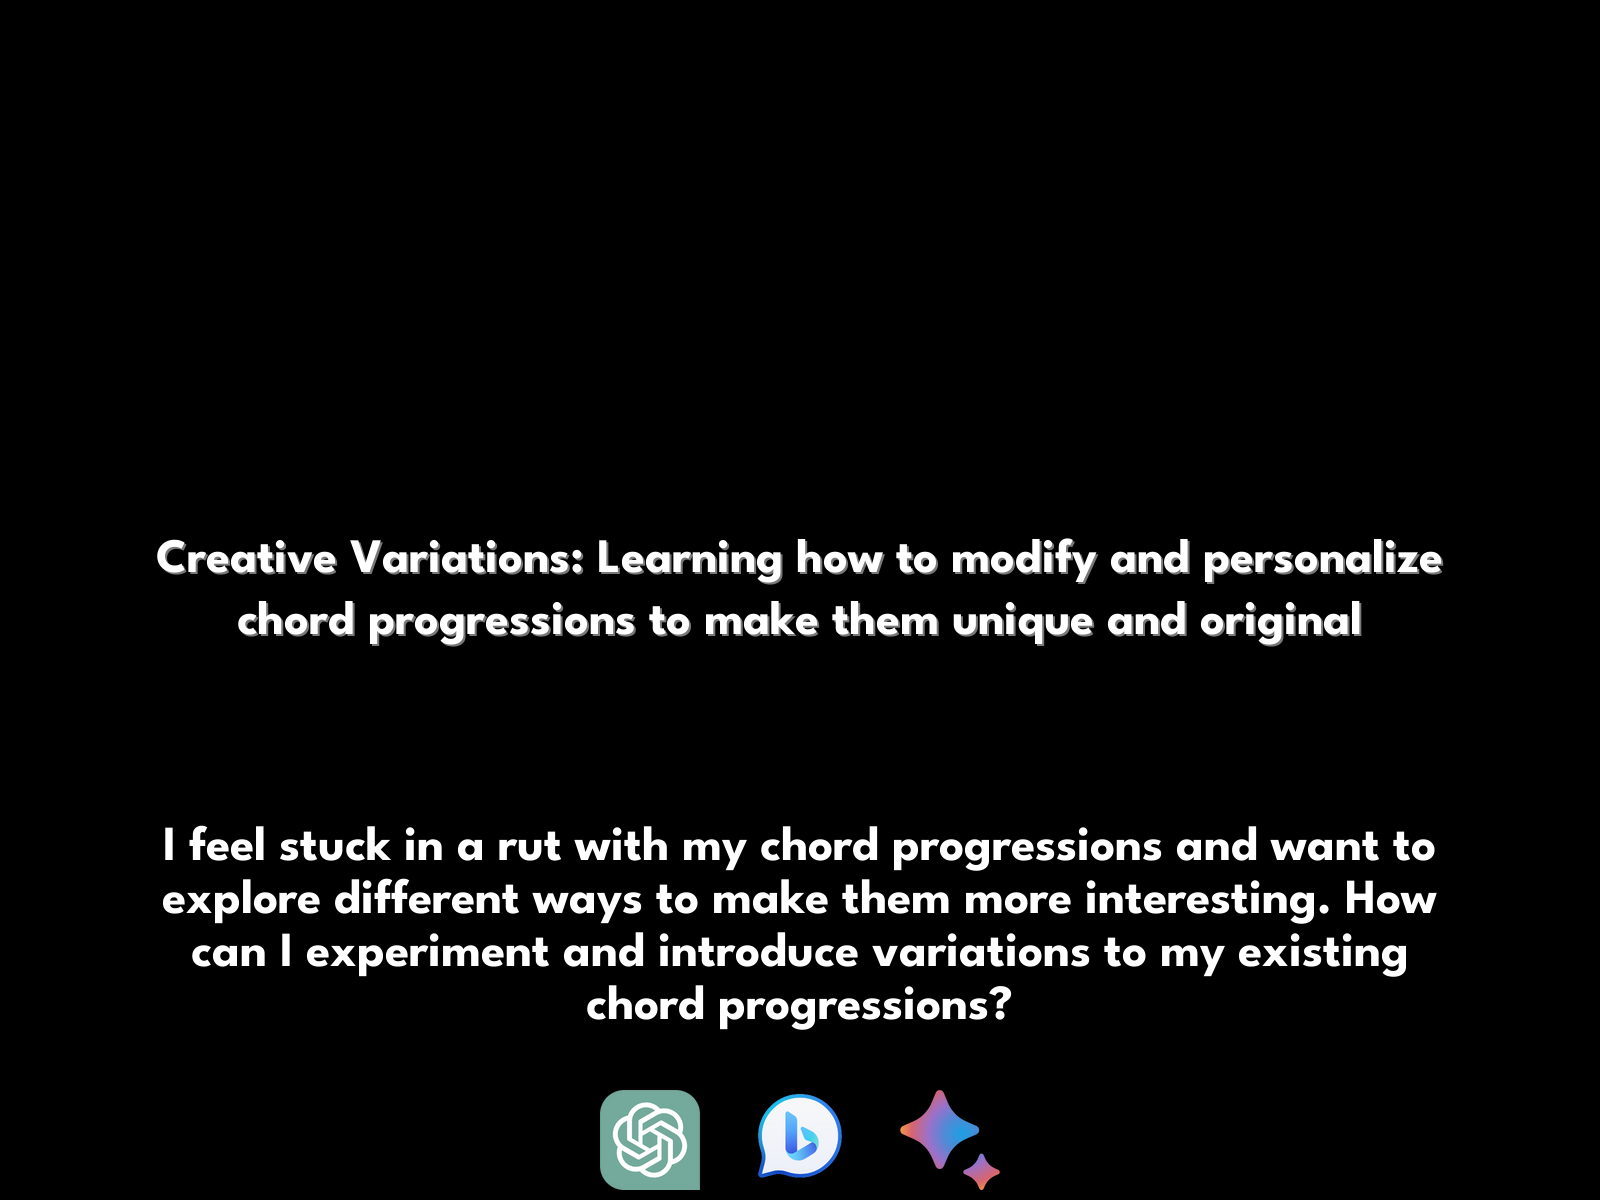 Creative Variations: Learning how to modify and personalize
chord progressions to make them unique and original
I feel stuck in a rut with my chord progressions and want to
explore different ways to make them more interesting. How
can I experiment and introduce variations to my existing
chord progressions?